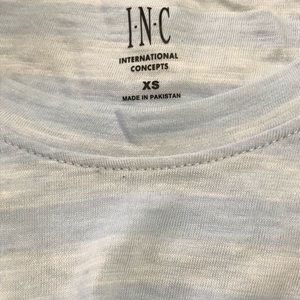 I·N·C
INTERNATIONAL
CONCEPTS
XS
MADE IN PAKISTAN